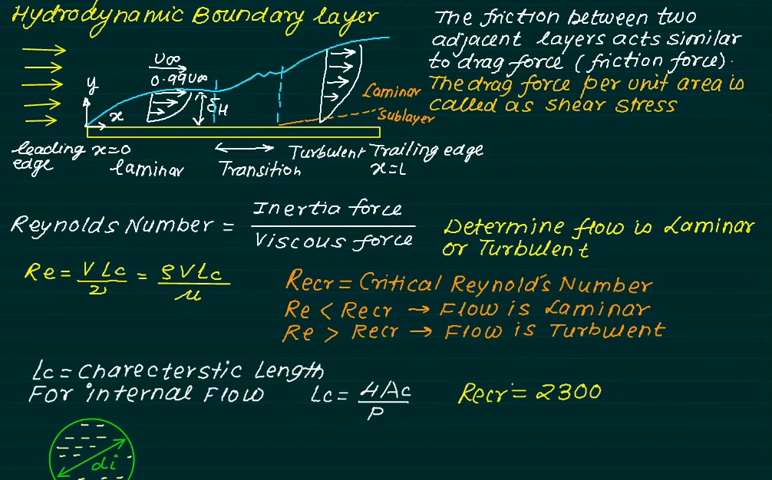 Hydrodynamic Boundary layer
The friction between two
adjacent layers acts similar
to drag force (friction force).
The drag force per unit area is
called as shear stress
U∞
0.99U∞
y
x
δH
Laminar
Sublayer
leading x=0
edge
laminar
Transition
Turbulent
Trailing edge
x=L
Reynolds Number = Inertia force / Viscous force
Determine flow is Laminar
or Turbulent
Re = VLc/ν = ρVLc/μ
Recr = Critical Reynold's Number
Re < Recr → Flow is Laminar
Re > Recr → Flow is Turbulent
Lc = Charecterstic Length
For internal Flow Lc = 4Ac/P Recr = 2300
di